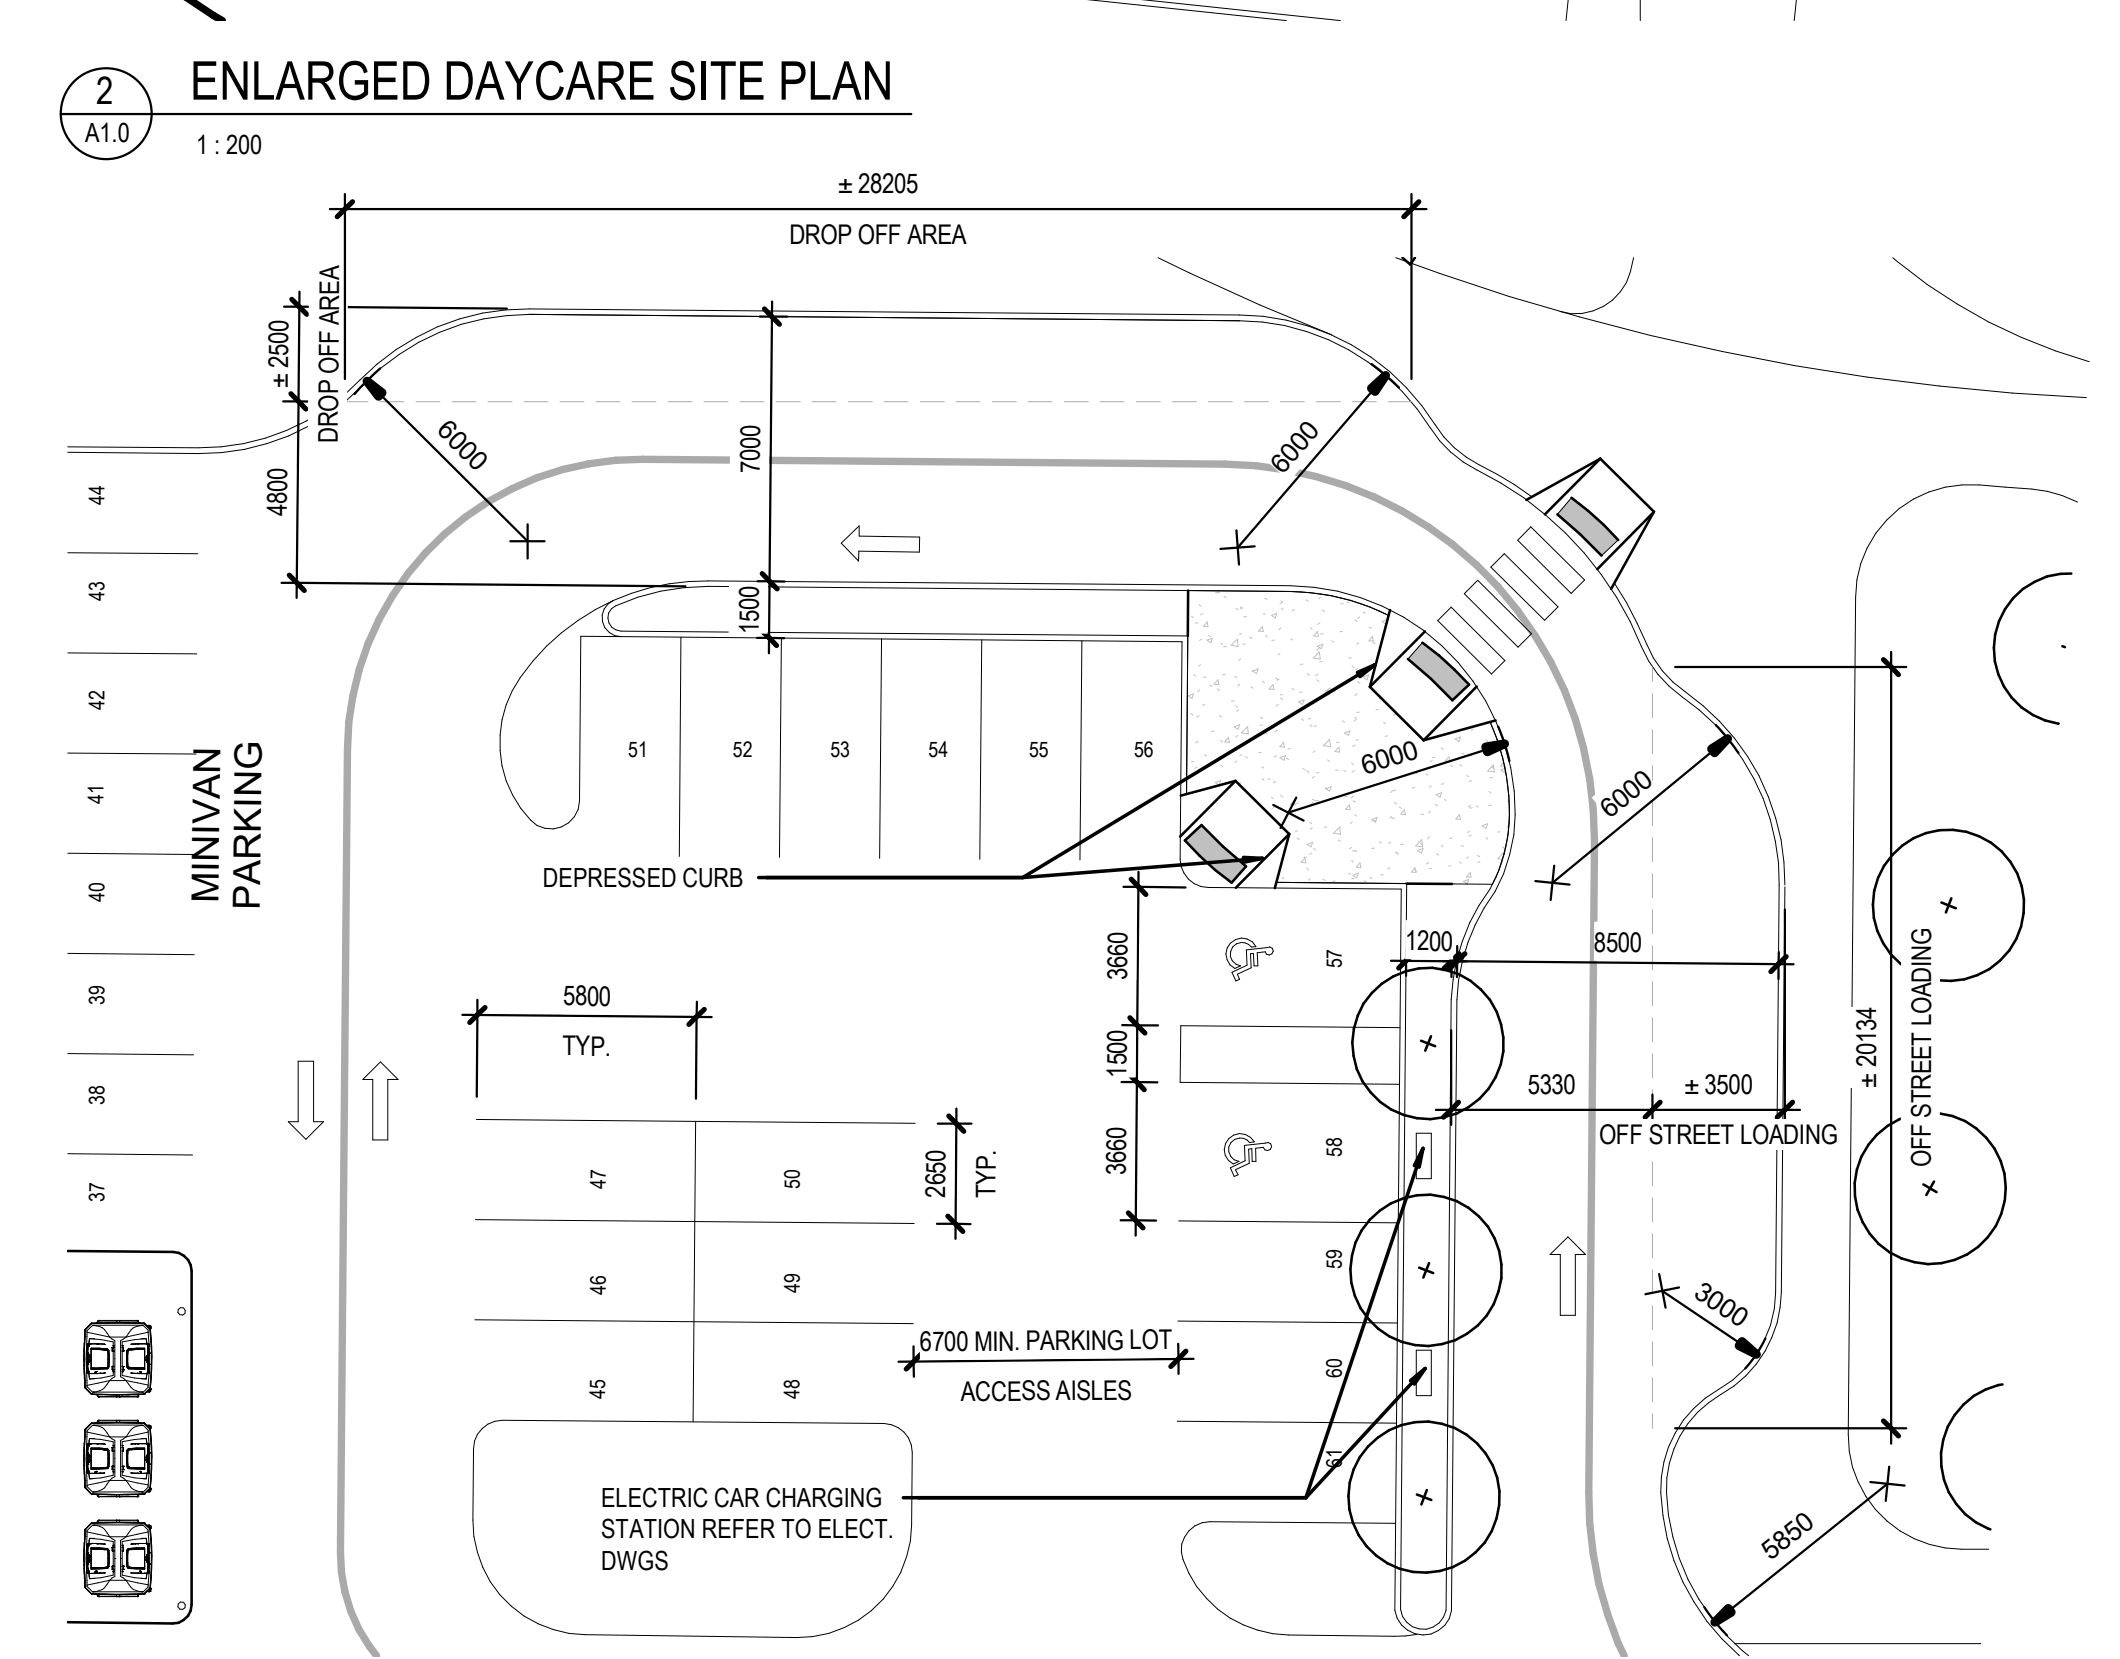 2
A1.0
ENLARGED DAYCARE SITE PLAN
1 : 200
± 28205
DROP OFF AREA
DROP OFF AREA
± 2500
4800
6000
7000
6000
1500
44
43
42
41
40
39
38
37
MINIVAN
PARKING
51
52
53
54
55
56
6000
6000
DEPRESSED CURB
3660
1500
3660
57
58
59
60
61
1200
8500
5330
± 3500
OFF STREET LOADING
± 20134
OFF STREET LOADING
5800
TYP.
2650
TYP.
47
50
46
49
45
48
6700 MIN. PARKING LOT
ACCESS AISLES
3000
5850
ELECTRIC CAR CHARGING
STATION REFER TO ELECT.
DWGS